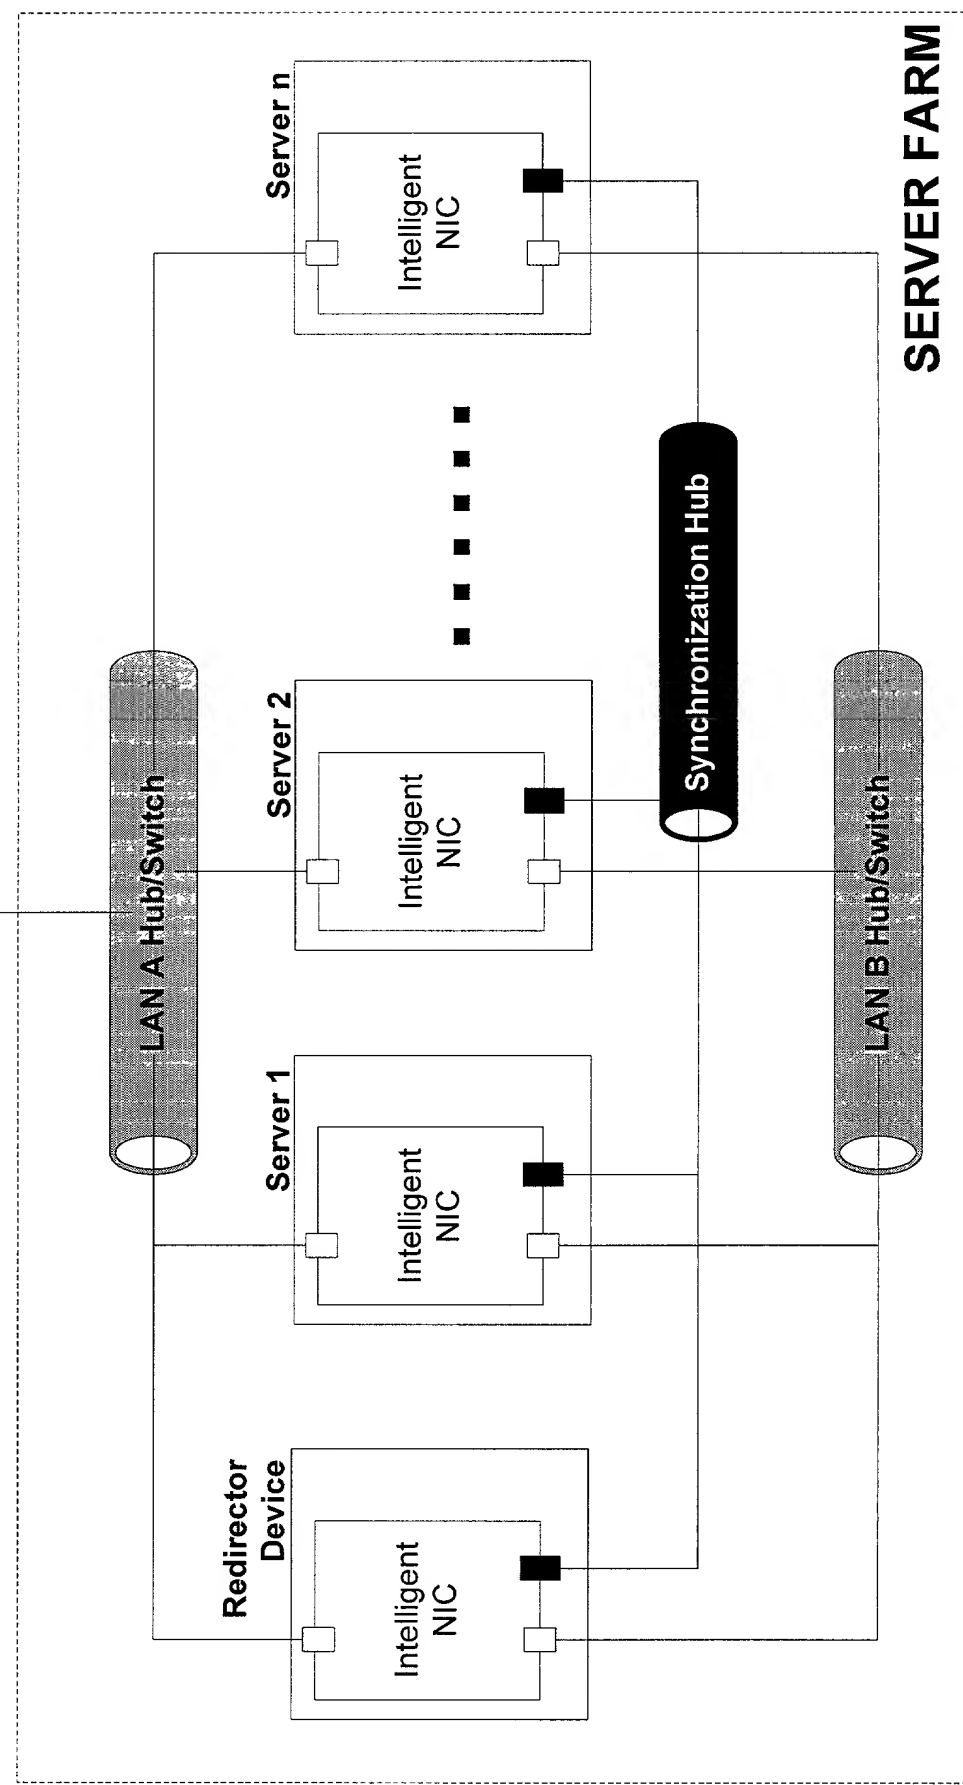 LAN A Hub/Switch
Redirector
Device
Server 1
Server 2
Server n
Intelligent
NIC
Intelligent
NIC
Intelligent
NIC
Intelligent
NIC
Synchronization Hub
LAN B Hub/Switch
SERVER FARM